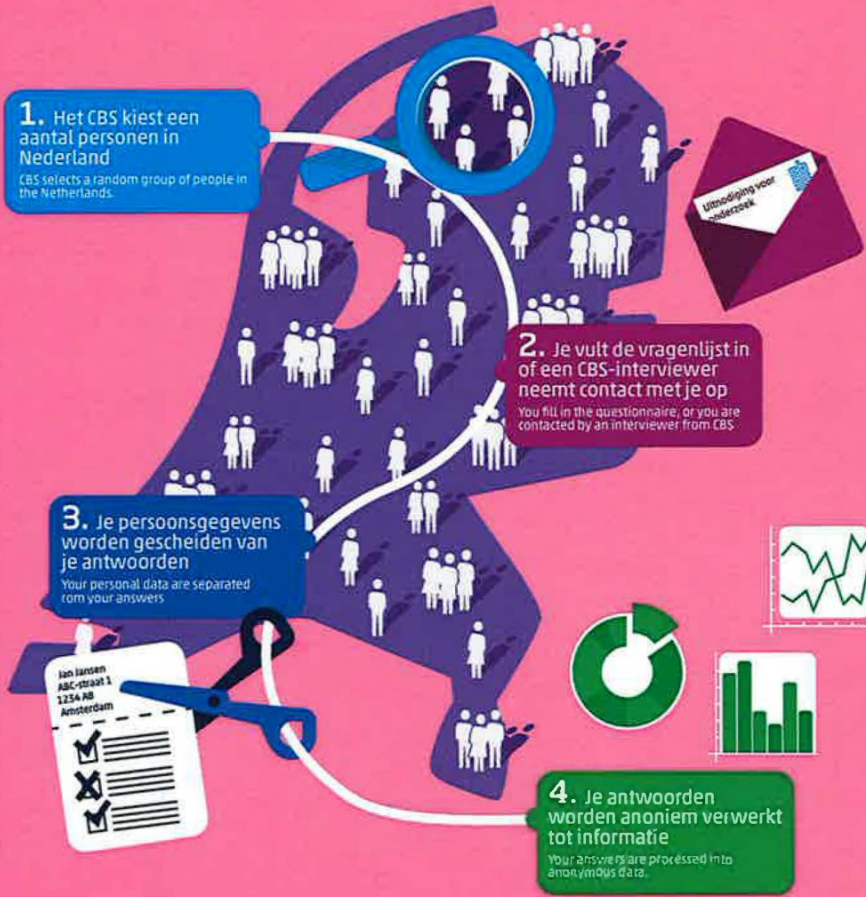 1. Het CBS kiest een
aantal personen in
Nederland
CBS selects a random group of people in
the Netherlands.
Uitnodiging voor
onderzoek
2. Je vult de vragenlijst in
of een CBS-interviewer
neemt contact met je op
You fill in the questionnaire, or you are
contacted by an interviewer from CBS
3. Je persoonsgegevens
worden gescheiden van
je antwoorden
Your personal data are separated
rom your answers
Jan Jansen
ABC-straat 1
1234 AB
Amsterdam
4. Je antwoorden
worden anoniem verwerkt
tot informatie
Your answers are processed into
anonymous data.